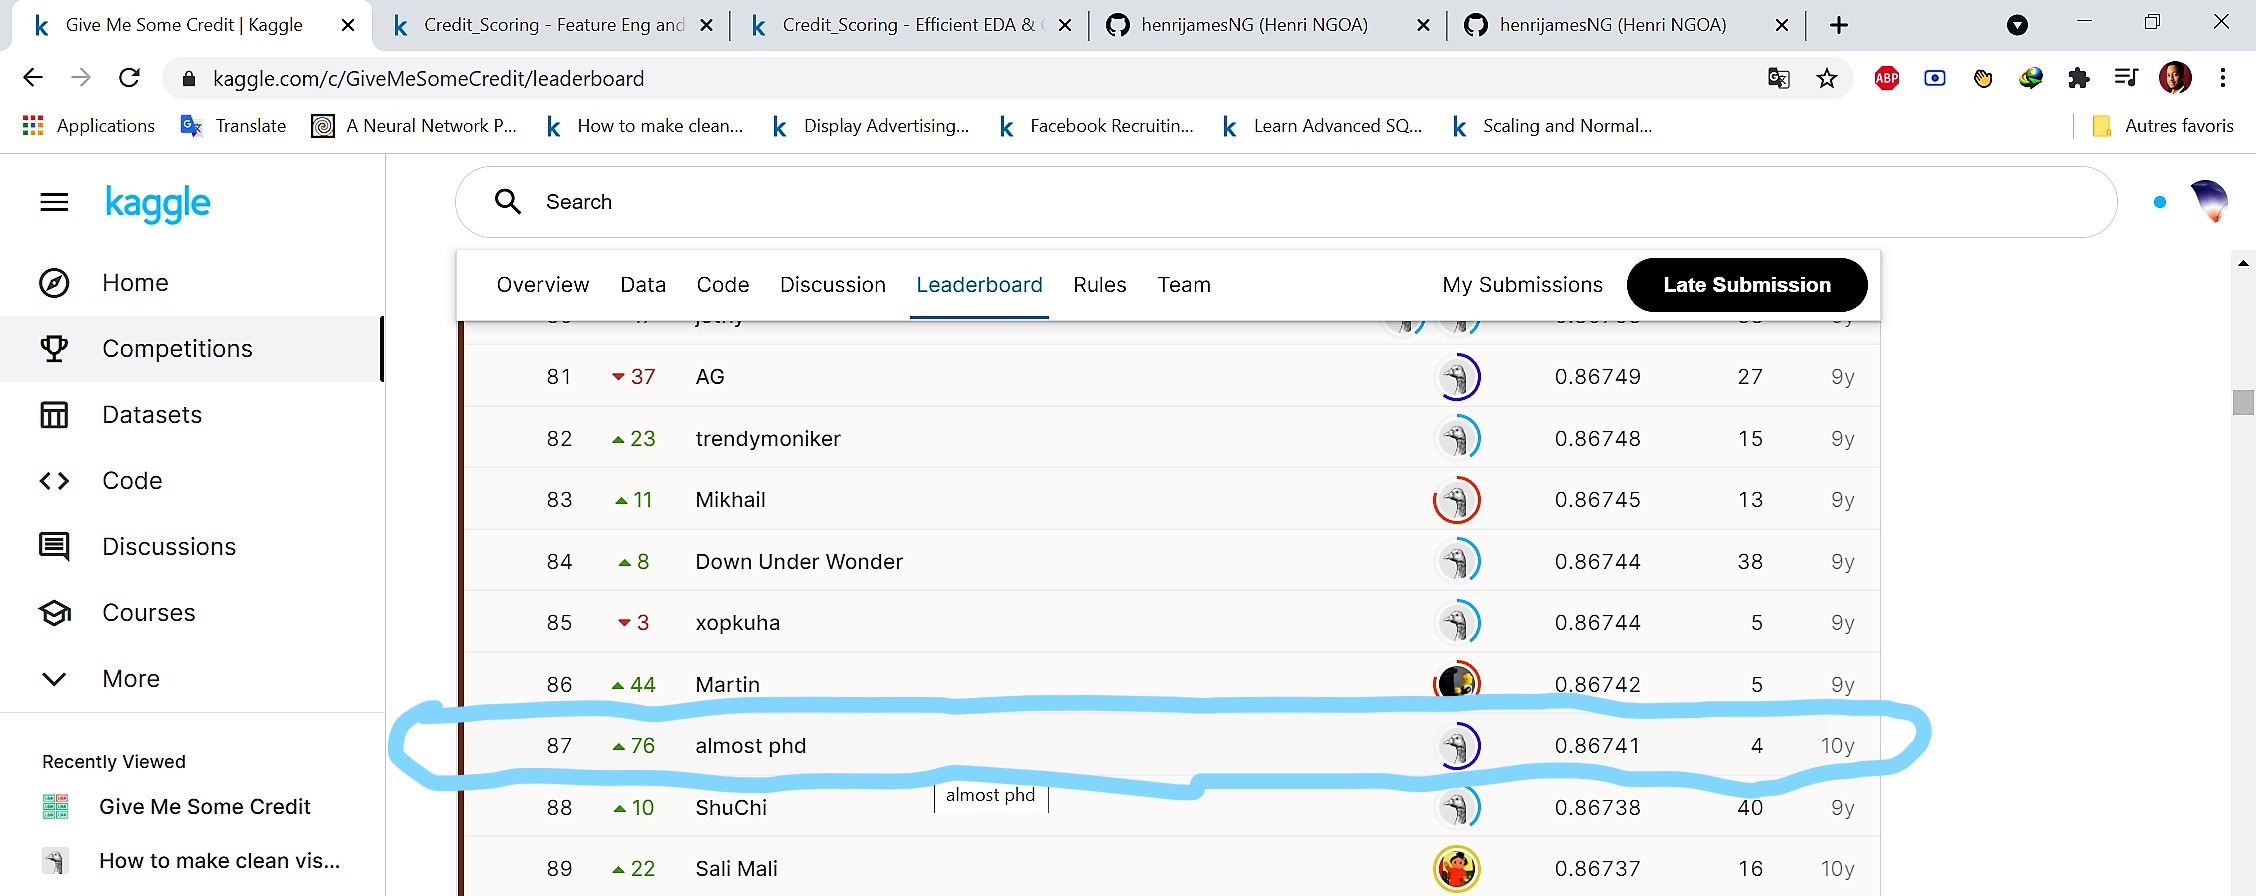 Give Me Some Credit | Kaggle
Credit_Scoring - Feature Eng and
Credit_Scoring - Efficient EDA &
henrijamesNG (Henri NGOA)
henrijamesNG (Henri NGOA)
kaggle.com/c/GiveMeSomeCredit/leaderboard
ABP
Applications
Translate
A Neural Network P...
How to make clean...
Display Advertising...
Facebook Recruitin...
Learn Advanced SQ...
Scaling and Normal...
Autres favoris
kaggle
Search
Home
Competitions
Datasets
Code
Discussions
Courses
More
Recently Viewed
Give Me Some Credit
How to make clean vis...
Overview Data Code Discussion Leaderboard Rules Team My Submissions Late Submission
81 37 AG 0.86749 27 9y
82 23 trendymoniker 0.86748 15 9y
83 11 Mikhail 0.86745 13 9y
84 8 Down Under Wonder 0.86744 38 9y
85 3 xopkuha 0.86744 5 9y
86 44 Martin 0.86742 5 9y
87 76 almost phd 0.86741 4 10y
almost phd
88 10 ShuChi 0.86738 40 9y
89 22 Sali Mali 0.86737 16 10y